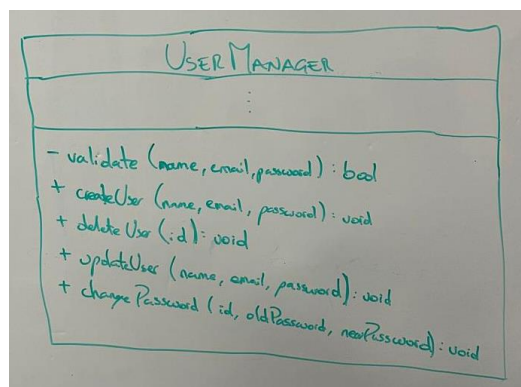 USERMANAGER
⋮
- validate (name, email, password) : bool
+ createUser (name, email, password) : void
+ deleteUser (id) : void
+ updateUser (name, email, password) : void
+ changePassword (id, oldPassword, newPassword) : void